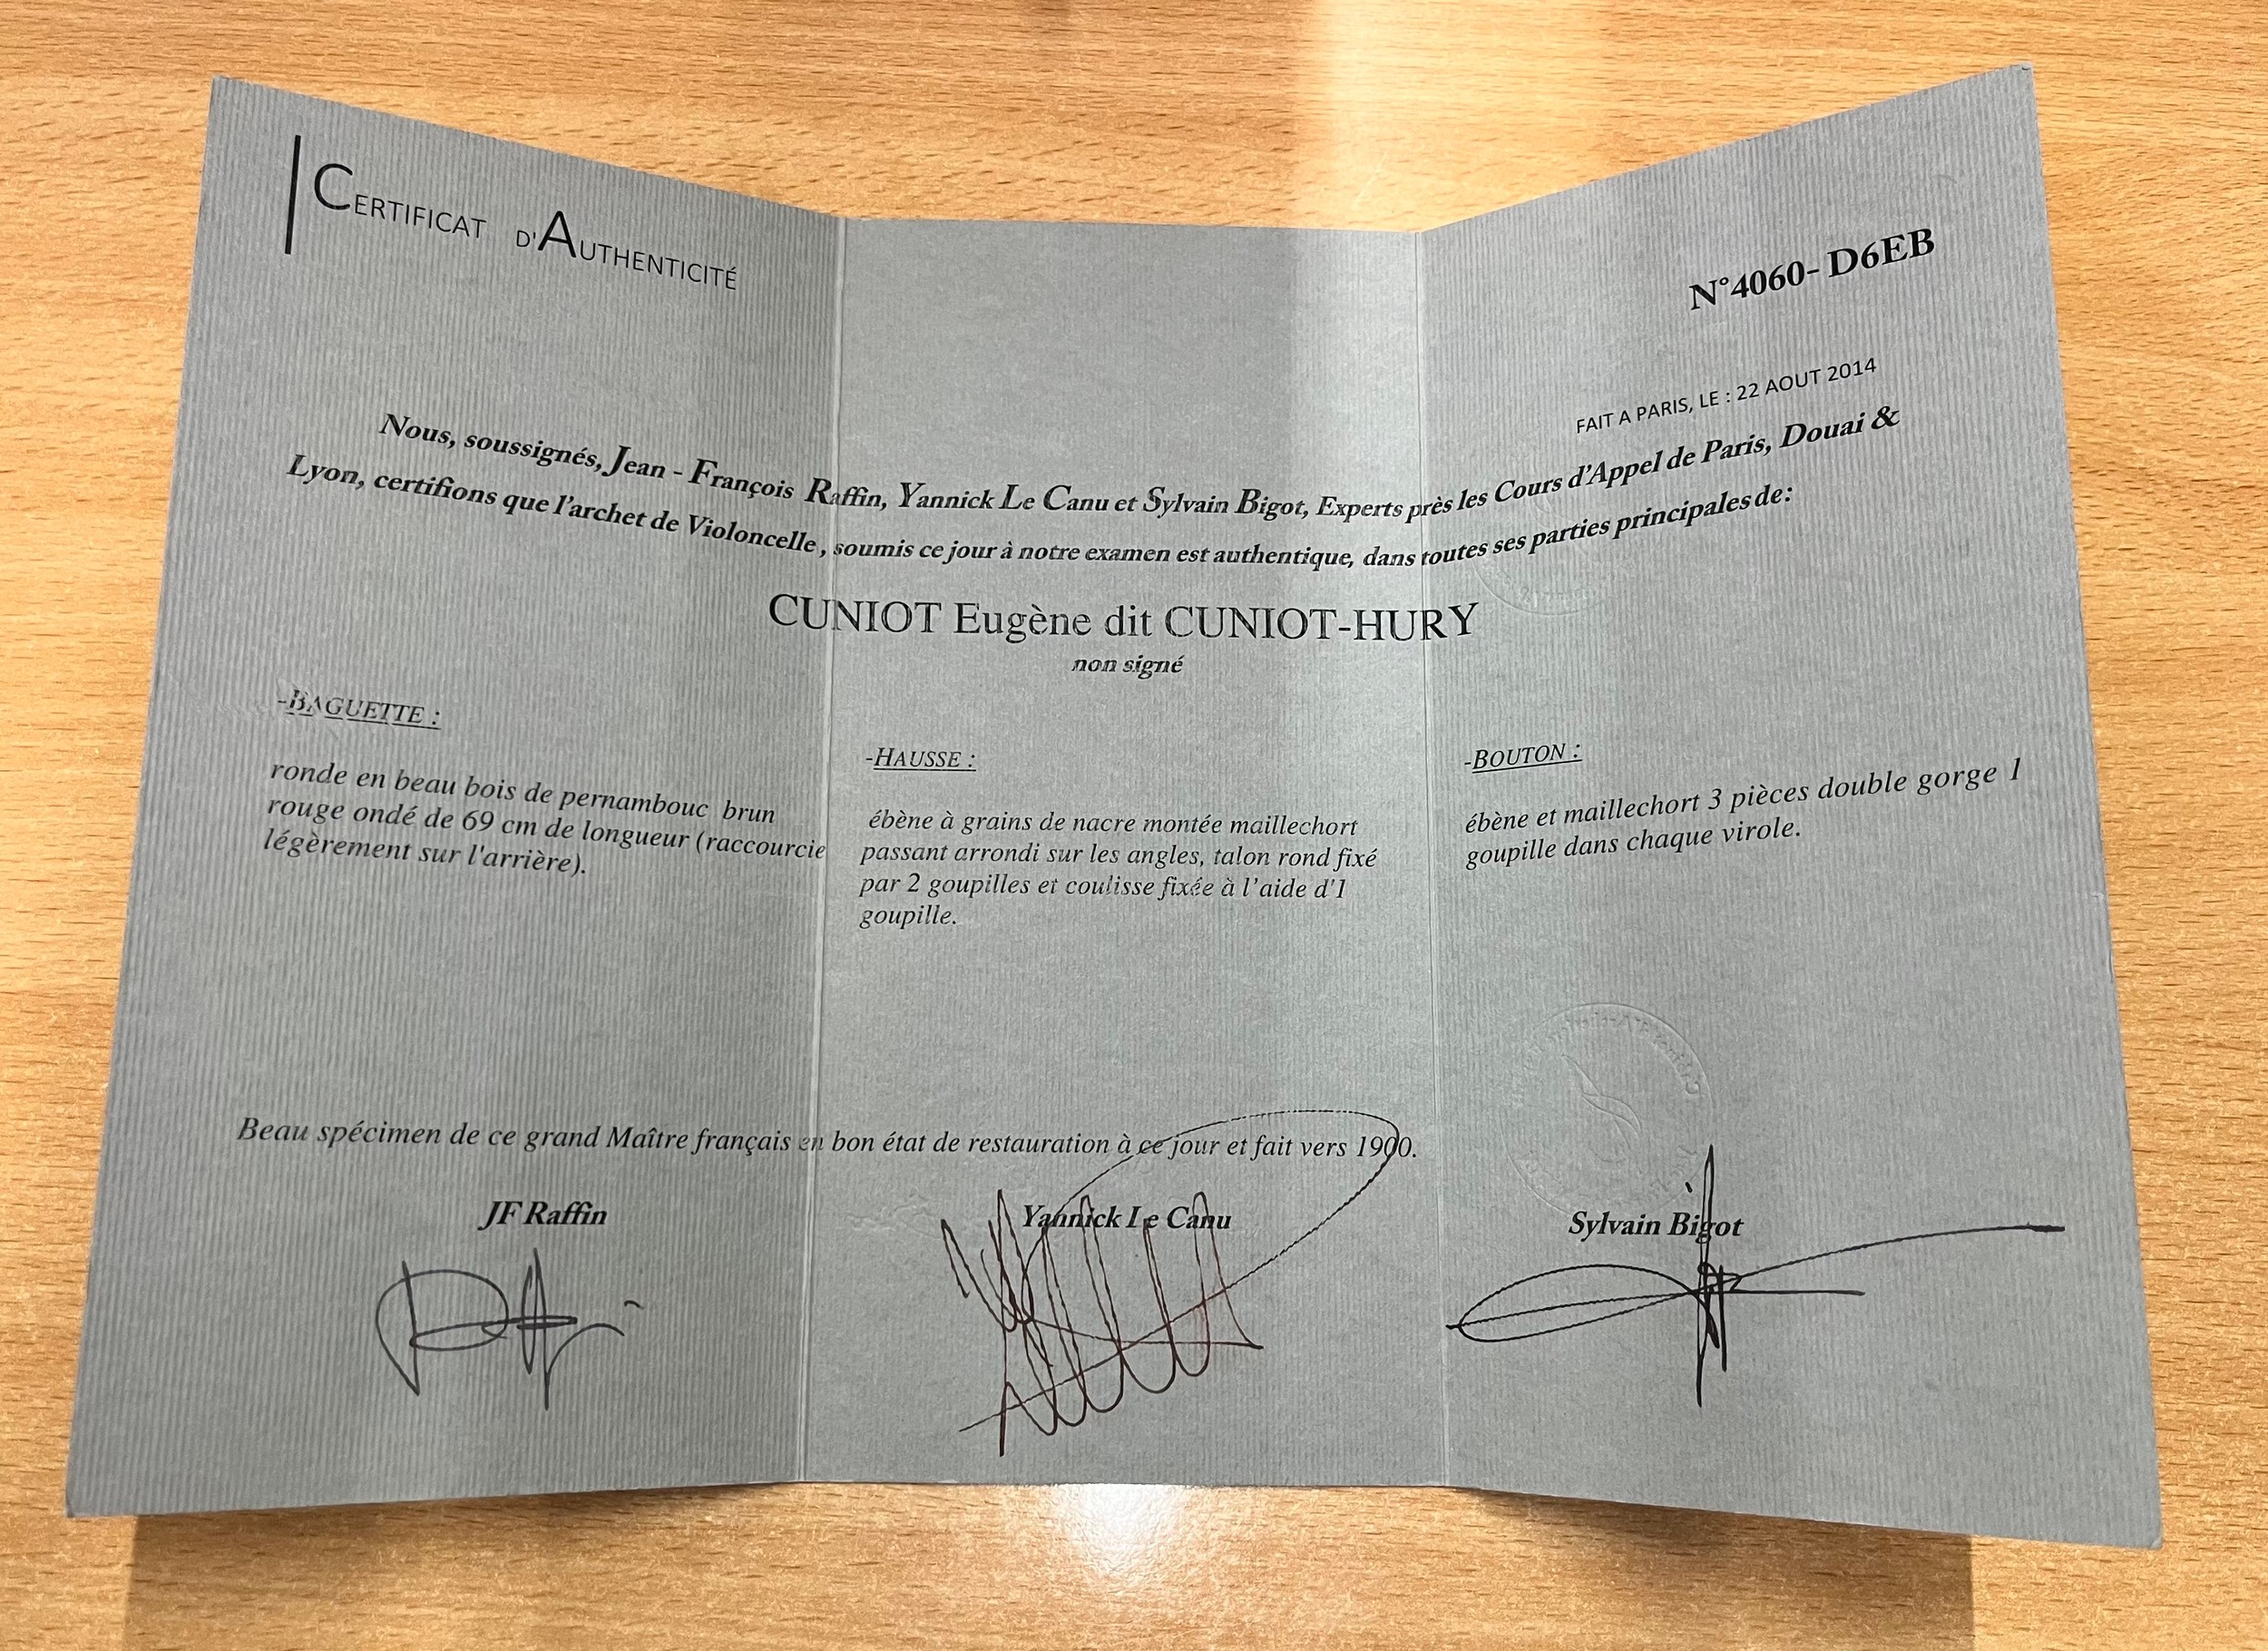 CERTIFICAT D'AUTHENTICITÉ
N°4060- D6EB
FAIT A PARIS, LE : 22 AOUT 2014
Nous, soussignés, Jean - François Raffin, Yannick Le Canu et Sylvain Bigot, Experts près les Cours d'Appel de Paris, Douai &
Lyon, certifions que l'archet de Violoncelle , soumis ce jour à notre examen est authentique, dans toutes ses parties principales de:
CUNIOT Eugène dit CUNIOT-HURY
non signé
-BAGUETTE :
ronde en beau bois de pernambouc brun
rouge ondé de 69 cm de longueur (raccourcie
légèrement sur l'arrière).
-HAUSSE :
ébène à grains de nacre montée maillechort
passant arrondi sur les angles, talon rond fixé
par 2 goupilles et coulisse fixée à l'aide d'1
goupille.
-BOUTON :
ébène et maillechort 3 pièces double gorge 1
goupille dans chaque virole.
Beau spécimen de ce grand Maître français en bon état de restauration à ce jour et fait vers 1900.
JF Raffin
Yannick Le Canu
Sylvain Bigot